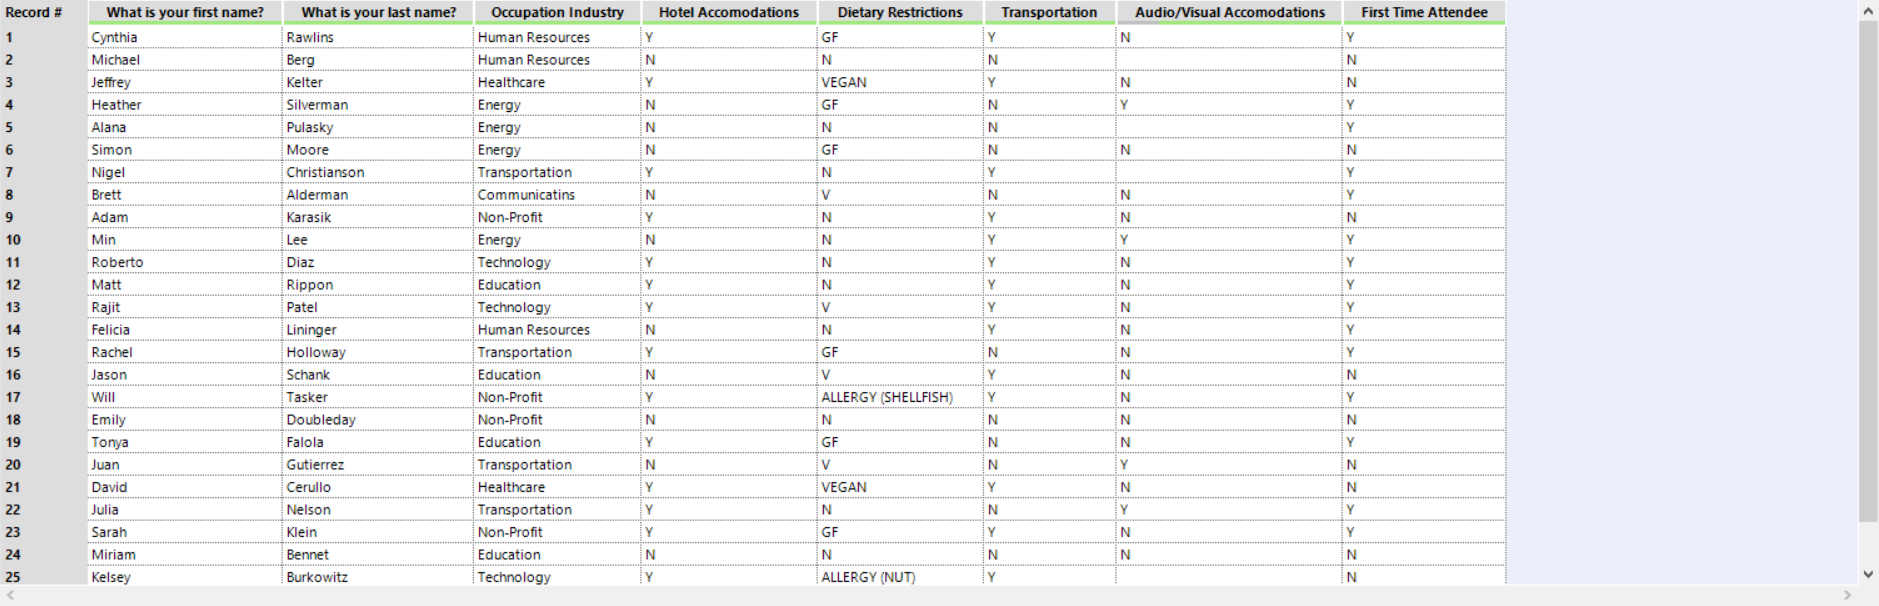 Record # What is your first name? What is your last name? Occupation Industry Hotel Accomodations Dietary Restrictions Transportation Audio/Visual Accomodations First Time Attendee
1 Cynthia Rawlins Human Resources Y GF Y N Y
2 Michael Berg Human Resources N N N N
3 Jeffrey Kelter Healthcare Y VEGAN Y N N
4 Heather Silverman Energy N GF N Y Y
5 Alana Pulasky Energy N N N Y
6 Simon Moore Energy N GF N N N
7 Nigel Christianson Transportation Y N Y Y
8 Brett Alderman Communicatins N V N N Y
9 Adam Karasik Non-Profit Y N Y N N
10 Min Lee Energy N N Y Y Y
11 Roberto Diaz Technology Y N Y N Y
12 Matt Rippon Education Y N Y N Y
13 Rajit Patel Technology Y V Y N Y
14 Felicia Lininger Human Resources N N Y N Y
15 Rachel Holloway Transportation Y GF N N Y
16 Jason Schank Education N V Y N N
17 Will Tasker Non-Profit Y ALLERGY (SHELLFISH) Y N Y
18 Emily Doubleday Non-Profit N N N N N
19 Tonya Falola Education Y GF N N Y
20 Juan Gutierrez Transportation N V N Y N
21 David Cerullo Healthcare Y VEGAN Y N N
22 Julia Nelson Transportation Y N N Y Y
23 Sarah Klein Non-Profit Y GF Y N Y
24 Miriam Bennet Education N N N N N
25 Kelsey Burkowitz Technology Y ALLERGY (NUT) Y N